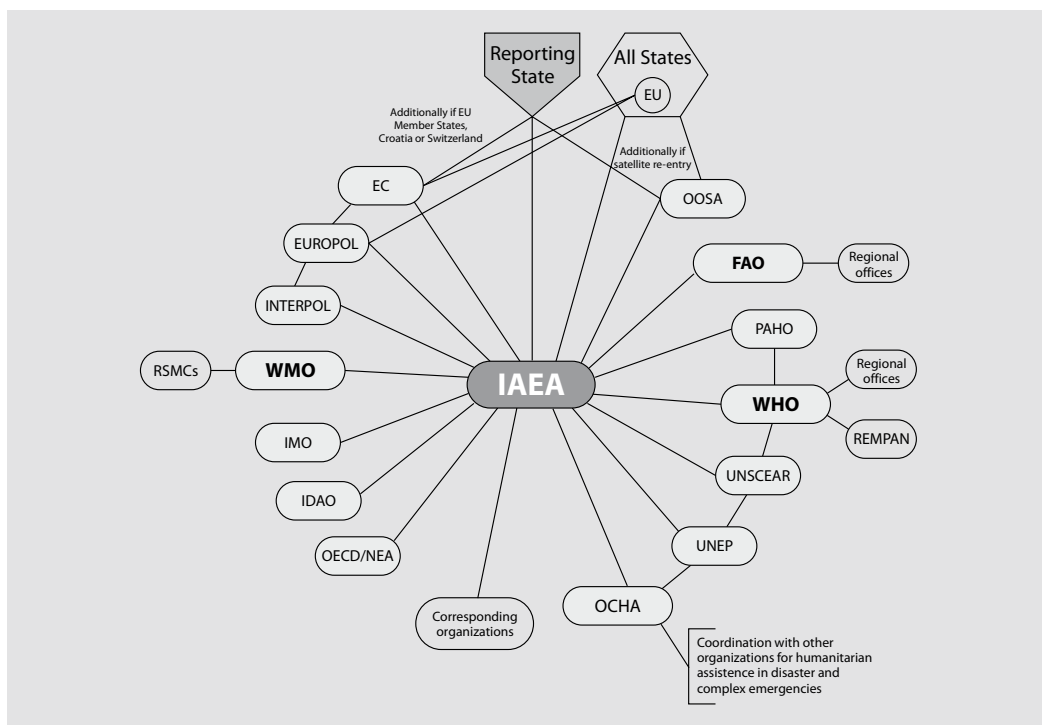 Reporting
State
All States
EU
Additionally if EU
Member States,
Croatia or Switzerland
Additionally if
satellite re-entry
EC
OOSA
EUROPOL
FAO
Regional
offices
INTERPOL
PAHO
RSMCs
WMO
IAEA
Regional
offices
WHO
IMO
REMPAN
UNSCEAR
IDAO
OECD/NEA
UNEP
OCHA
Corresponding
organizations
Coordination with other
organizations for humanitarian
assistence in disaster and
complex emergencies